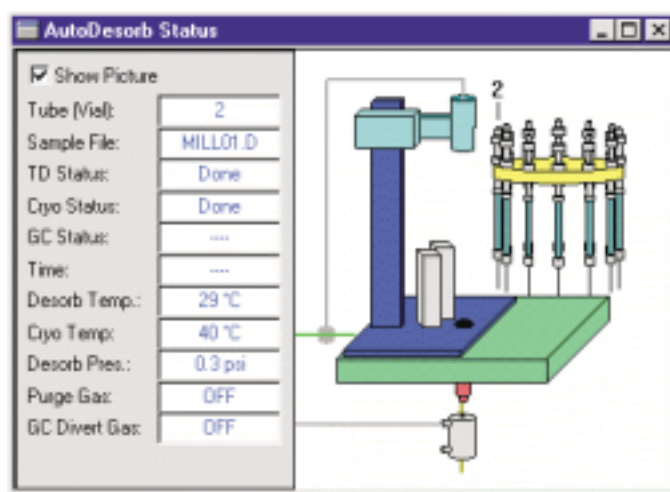 AutoDesorb Status
Show Picture
Tube (Vial): 2
Sample File: MILL01.D
TD Status: Done
Cryo Status: Done
GC Status: ----
Time: ----
Desorb Temp.: 29 °C
Cryo Temp: 40 °C
Desorb Pres.: 0.3 psi
Purge Gas: OFF
GC Divert Gas: OFF
2